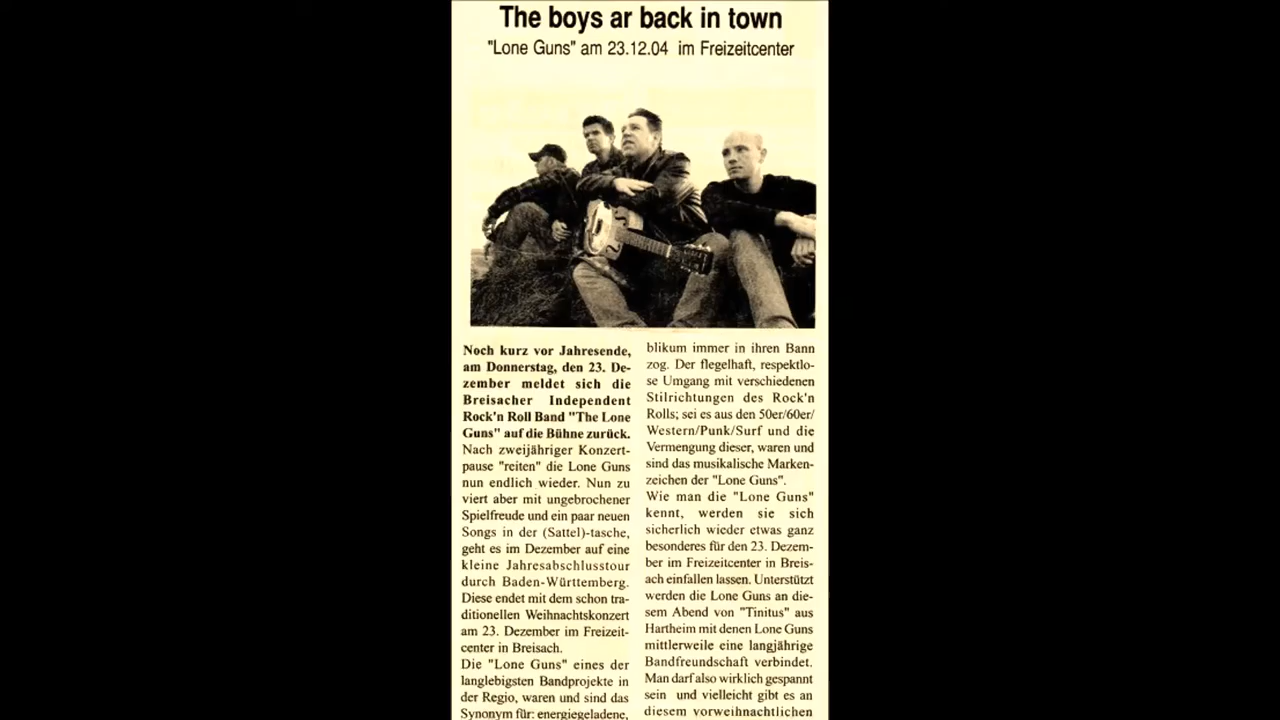 The boys ar back in town
"Lone Guns" am 23.12.04 im Freizeitcenter
Noch kurz vor Jahresende,
am Donnerstag, den 23. De-
zember meldet sich die
Breisacher Independent
Rock'n Roll Band "The Lone
Guns" auf die Bühne zurück.
Nach zweijähriger Konzert-
pause "reiten" die Lone Guns
nun endlich wieder. Nun zu
viert aber mit ungebrochener
Spielfreude und ein paar neuen
Songs in der (Sattel)-tasche,
geht es im Dezember auf eine
kleine Jahresabschlusstour
durch Baden-Württemberg.
Diese endet mit dem schon tra-
ditionellen Weihnachtskonzert
am 23. Dezember im Freizeit-
center in Breisach.
Die "Lone Guns" eines der
langlebigsten Bandprojekte in
der Regio, waren und sind das
Synonym für: energiegeladene,
blikum immer in ihren Bann
zog. Der flegelhaft, respektlo-
se Umgang mit verschiedenen
Stilrichtungen des Rock'n
Rolls; sei es aus den 50er/60er/
Western/Punk/Surf und die
Vermengung dieser, waren und
sind das musikalische Marken-
zeichen der "Lone Guns".
Wie man die "Lone Guns"
kennt, werden sie sich
sicherlich wieder etwas ganz
besonderes für den 23. Dezem-
ber im Freizeitcenter in Breis-
ach einfallen lassen. Unterstützt
werden die Lone Guns an die-
sem Abend von "Tinitus" aus
Hartheim mit denen Lone Guns
mittlerweile eine langjährige
Bandfreundschaft verbindet.
Man darf also wirklich gespannt
sein und vielleicht gibt es an
diesem vorweihnachtlichen